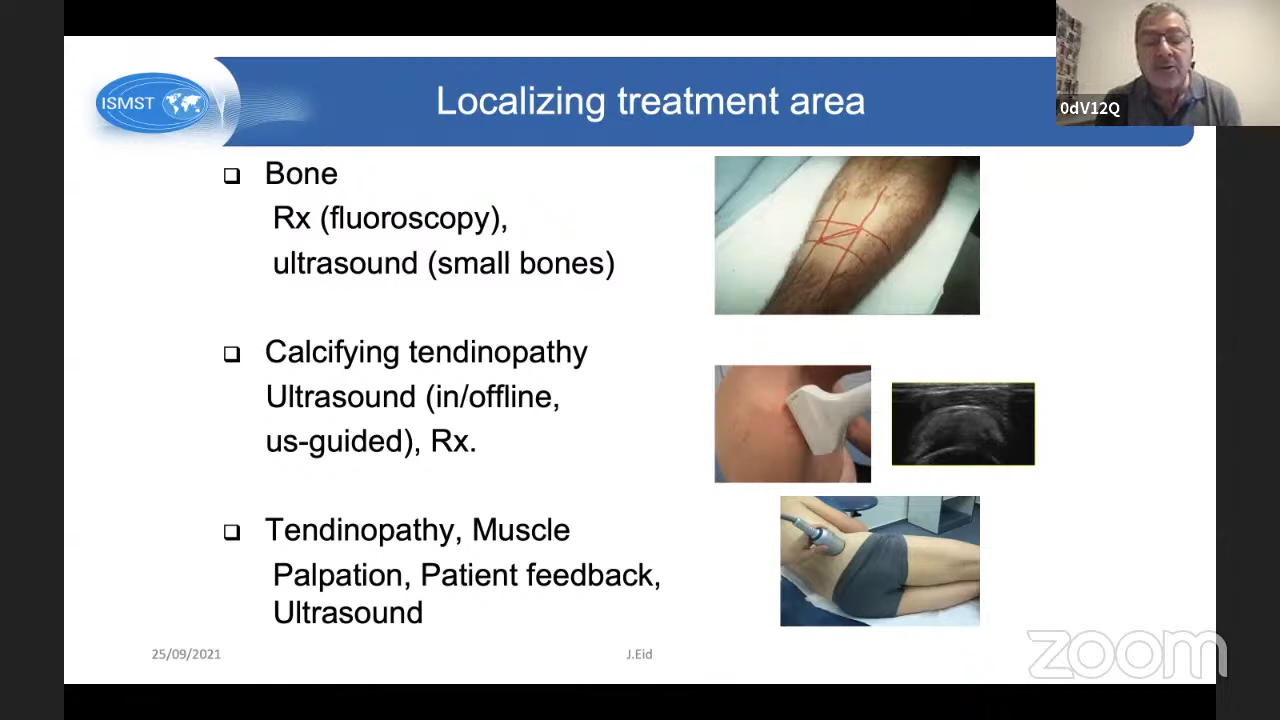 ISMST
Localizing treatment area
0dV12Q
❑ Bone
Rx (fluoroscopy),
ultrasound (small bones)
❑ Calcifying tendinopathy
Ultrasound (in/offline,
us-guided), Rx.
❑ Tendinopathy, Muscle
Palpation, Patient feedback,
Ultrasound
25/09/2021
J.Eid
zoom